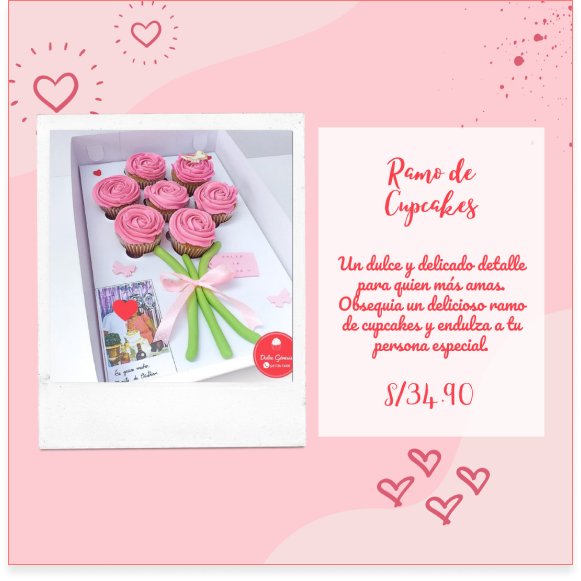 Ramo de
Cupcakes
Un dulce y delicado detalle
para quien más amas.
Obsequia un delicioso ramo
de cupcakes y endulza a tu
persona especial.
S/34.90